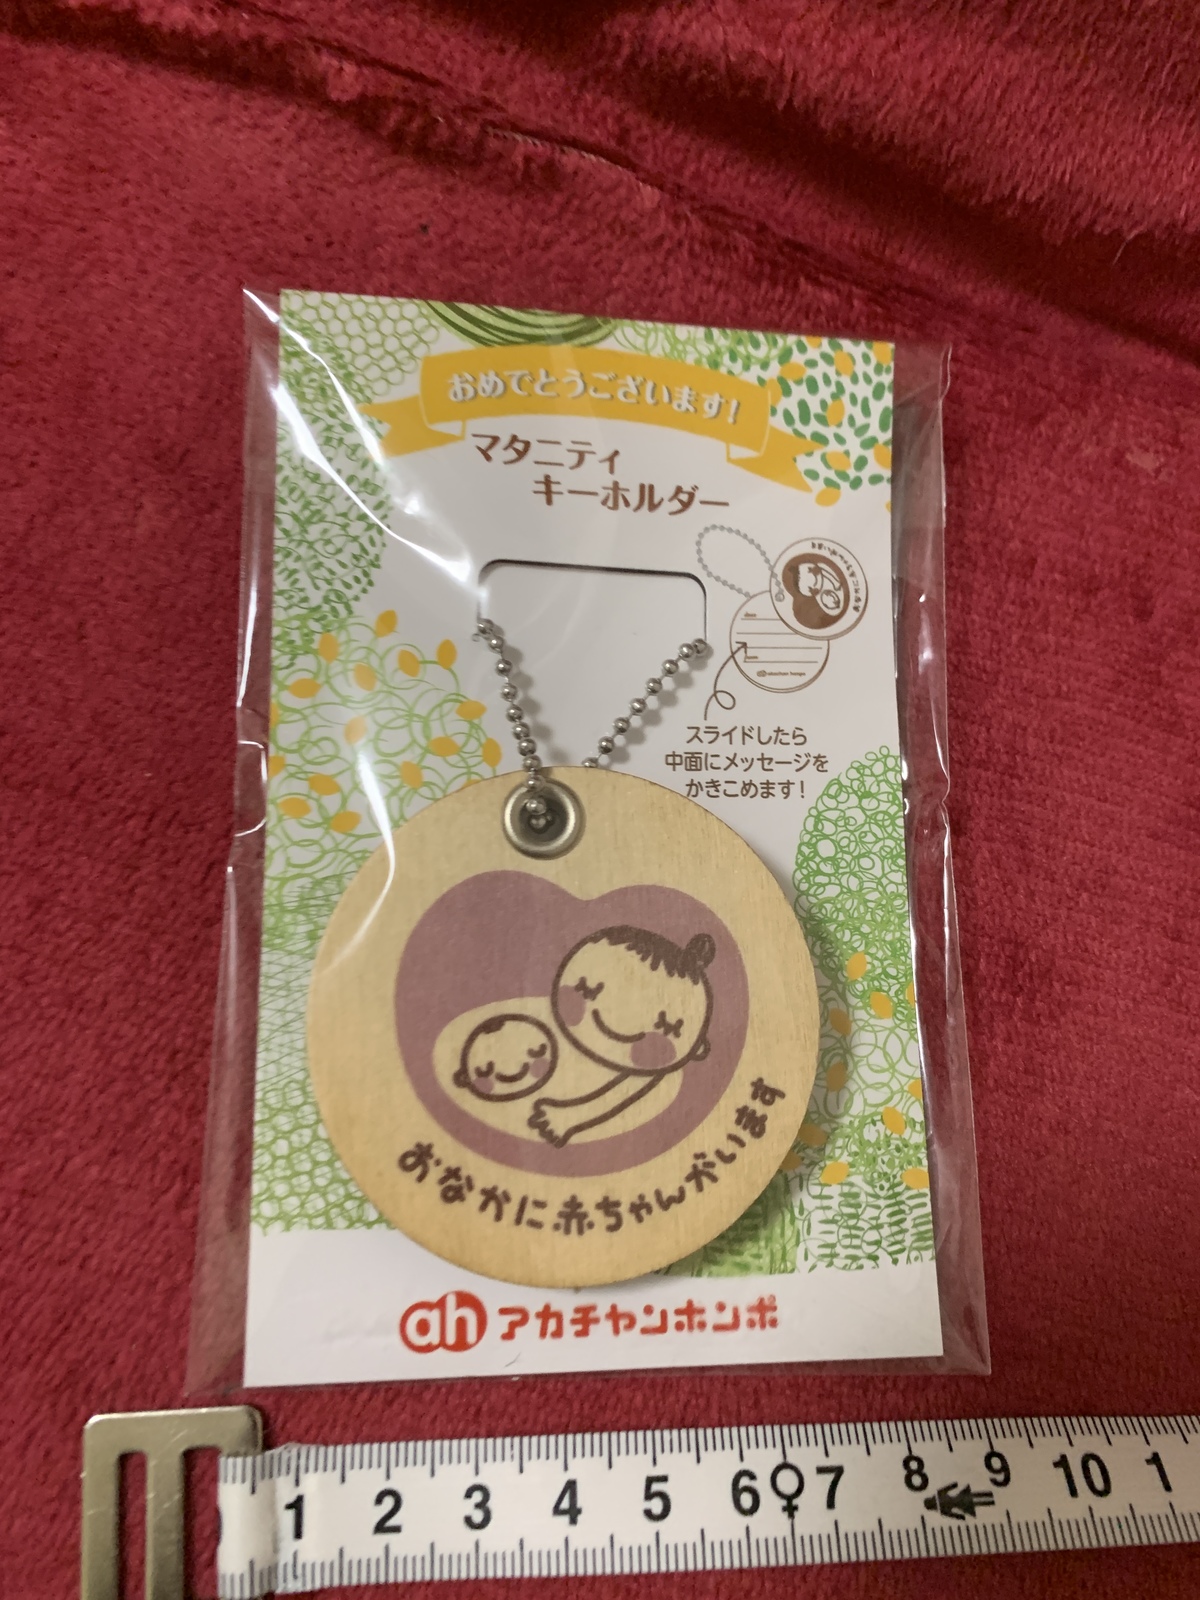 おめでとうございます!
マタニティ
キーホルダー
スライドしたら
中面にメッセージを
かきこめます!
おなかに赤ちゃんがいます
ah アカチャンホンポ
1 2 3 4 5 6 7 8 9 10 1